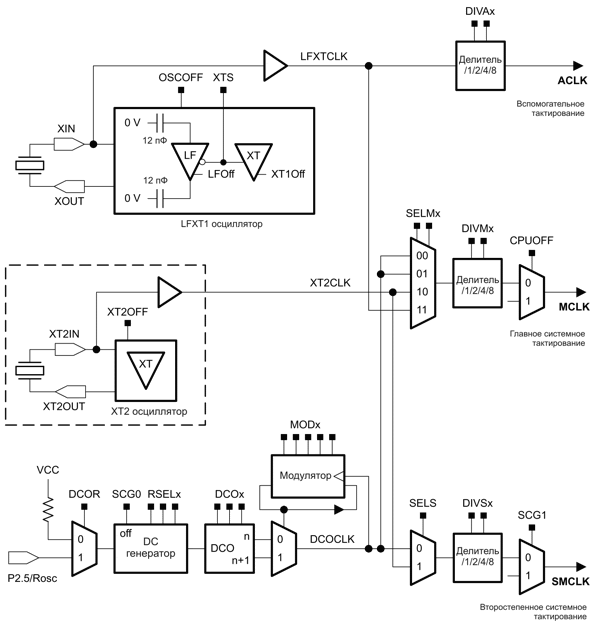 DIVAx
LFXTCLK
Делитель
/1/2/4/8
ACLK
Вспомогательное
тактирование
OSCOFF
XTS
XIN
0 V
12 пФ
LF
XT
LFOff
XT1Off
12 пФ
0 V
XOUT
LFXT1 осциллятор
SELMx
DIVMx
CPUOFF
00
01
10
11
Делитель
/1/2/4/8
0
1
MCLK
Главное системное
тактирование
XT2CLK
XT2OFF
XT2IN
XT
XT2OUT
XT2 осциллятор
MODx
Модулятор
VCC
DCOR
SCG0
RSELx
DCOx
0
1
off
DC
генератор
DCO
n
n+1
0
1
DCOCLK
P2.5/Rosc
SELS
DIVSx
SCG1
0
1
Делитель
/1/2/4/8
0
1
SMCLK
Второстепенное системное
тактирование